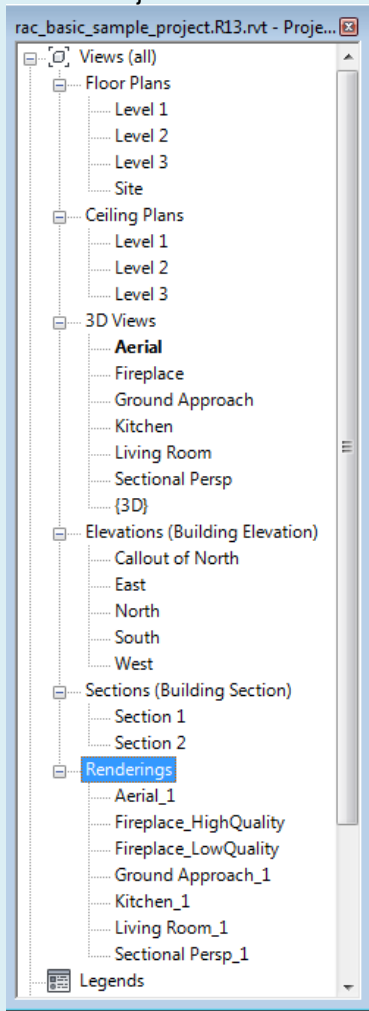 rac_basic_sample_project.R13.rvt - Proje...
Views (all)
Floor Plans
Level 1
Level 2
Level 3
Site
Ceiling Plans
Level 1
Level 2
Level 3
3D Views
Aerial
Fireplace
Ground Approach
Kitchen
Living Room
Sectional Persp
{3D}
Elevations (Building Elevation)
Callout of North
East
North
South
West
Sections (Building Section)
Section 1
Section 2
Renderings
Aerial_1
Fireplace_HighQuality
Fireplace_LowQuality
Ground Approach_1
Kitchen_1
Living Room_1
Sectional Persp_1
Legends